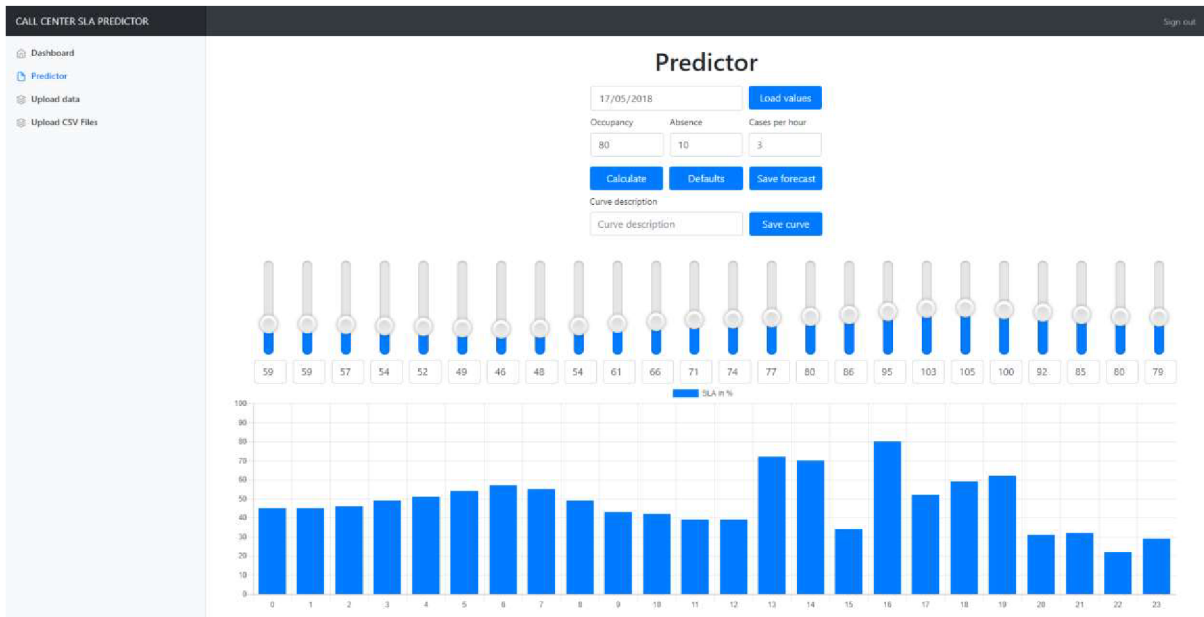 CALL CENTER SLA PREDICTOR
Sign out
Dashboard
Predictor
Upload data
Upload CSV Files
Predictor
17/05/2018
Load values
Occupancy Absence Cases per hour
80 10 3
Calculate Defaults Save forecast
Curve description
Curve description
Save curve
59 59 57 54 52 49 46 48 54 61 66 71 74 77 80 86 95 103 105 100 92 85 80 79
SLA in %
100
90
80
70
60
50
40
30
20
10
0
0 1 2 3 4 5 6 7 8 9 10 11 12 13 14 15 16 17 18 19 20 21 22 23